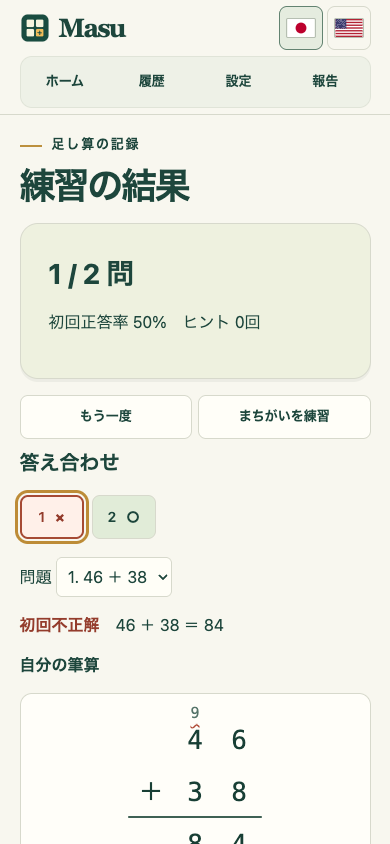 Masu
ホーム 履歴 設定 報告
足し算の記録
練習の結果
1 / 2 問
初回正答率 50% ヒント 0回
もう一度 まちがいを練習
答え合わせ
1 × 2 ○
問題 1. 46 ＋ 38
初回不正解 46 ＋ 38 ＝ 84
自分の筆算
9
4 6
＋ 3 8
8 4